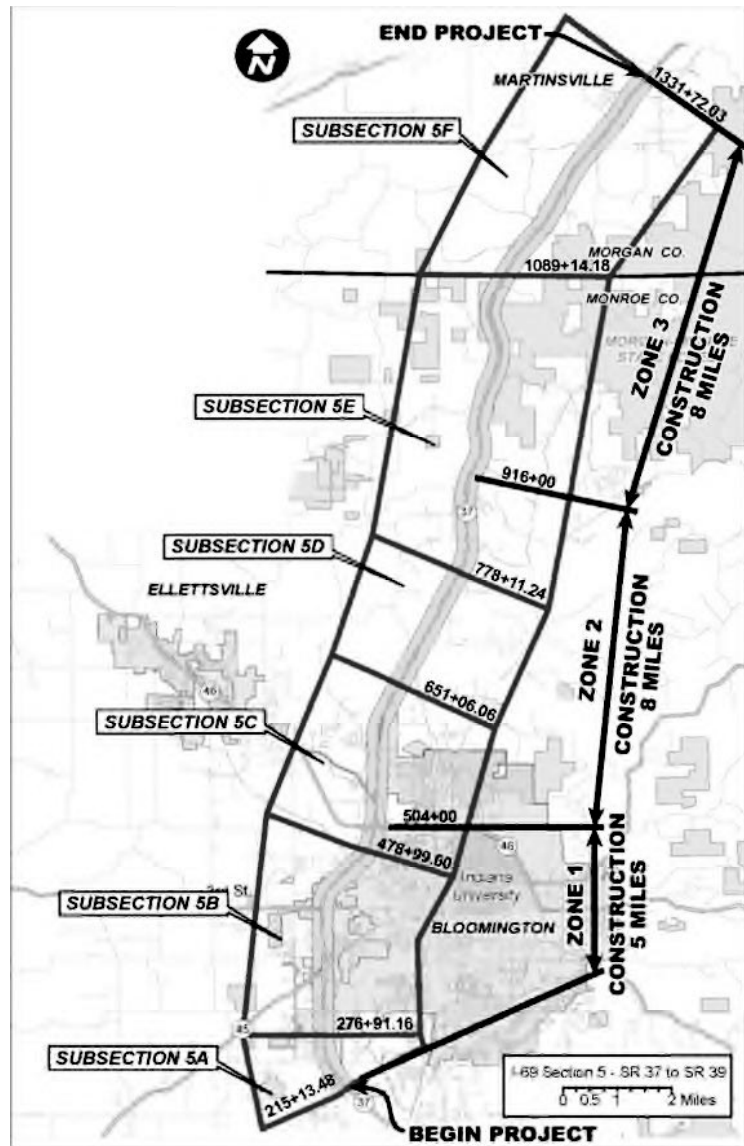 END PROJECT
N
MARTINSVILLE
1331+72.03
SUBSECTION 5F
MORGAN CO.
1089+14.18
MONROE CO.
ZONE 3
CONSTRUCTION
8 MILES
SUBSECTION 5E
916+00
37
SUBSECTION 5D
778+11.24
ELLETTSVILLE
46
ZONE 2
CONSTRUCTION
8 MILES
651+06.06
SUBSECTION 5C
504+00
478+99.60
46
Indiana
University
ZONE 1
CONSTRUCTION
5 MILES
St.
SUBSECTION 5B
BLOOMINGTON
276+91.16
45
SUBSECTION 5A
215+13.48
37
I-69 Section 5 - SR 37 to SR 39
0 0.5 1 2 Miles
BEGIN PROJECT